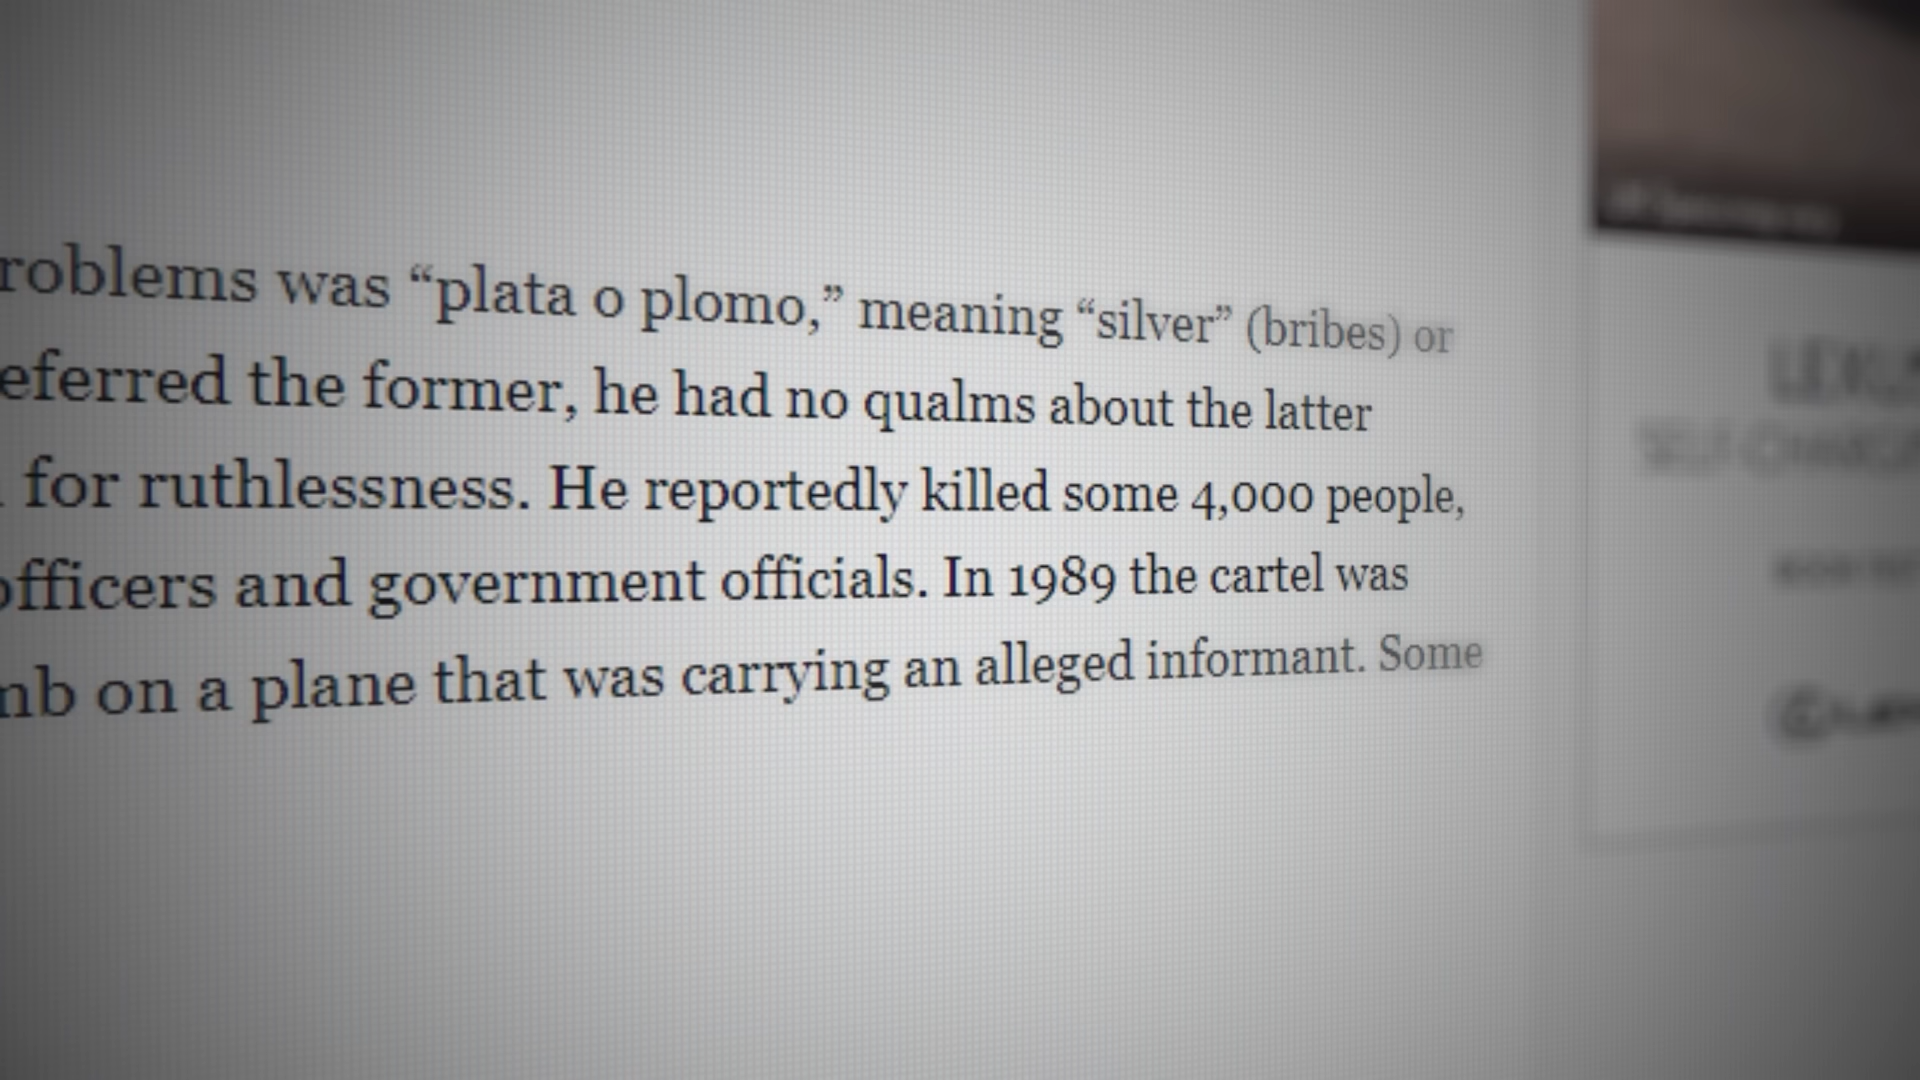 roblems was “plata o plomo,” meaning “silver” (bribes) or
eferred the former, he had no qualms about the latter
for ruthlessness. He reportedly killed some 4,000 people,
officers and government officials. In 1989 the cartel was
mb on a plane that was carrying an alleged informant. Some